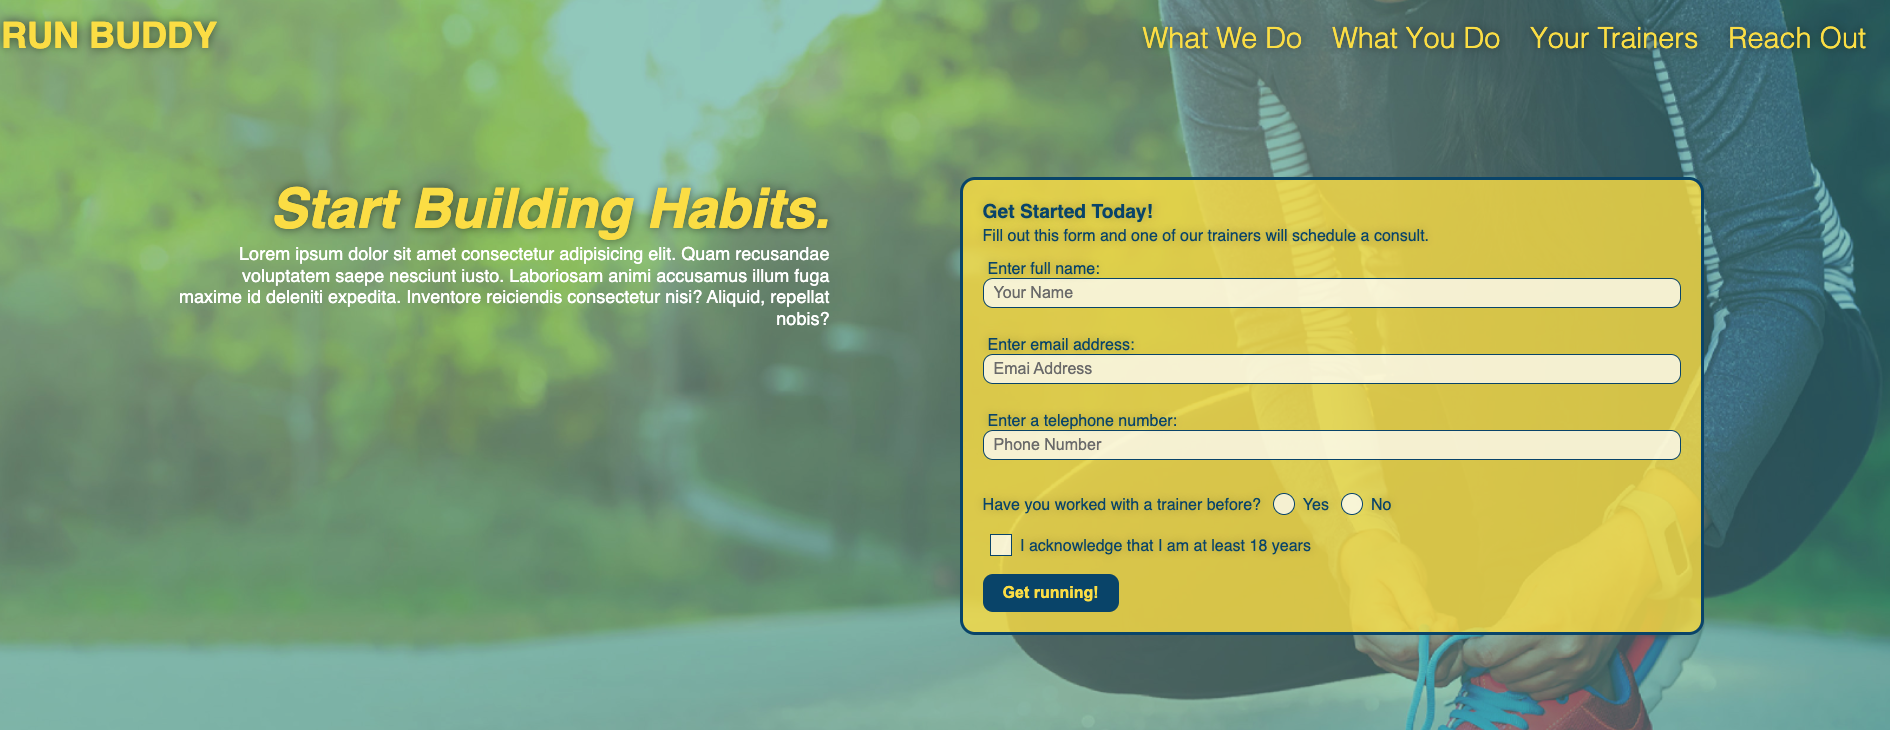 RUN BUDDY
What We Do What You Do Your Trainers Reach Out
Start Building Habits.
Lorem ipsum dolor sit amet consectetur adipisicing elit. Quam recusandae
voluptatem saepe nesciunt iusto. Laboriosam animi accusamus illum fuga
maxime id deleniti expedita. Inventore reiciendis consectetur nisi? Aliquid, repellat
nobis?
Get Started Today!
Fill out this form and one of our trainers will schedule a consult.
Enter full name:
Your Name
Enter email address:
Emai Address
Enter a telephone number:
Phone Number
Have you worked with a trainer before? Yes No
I acknowledge that I am at least 18 years
Get running!